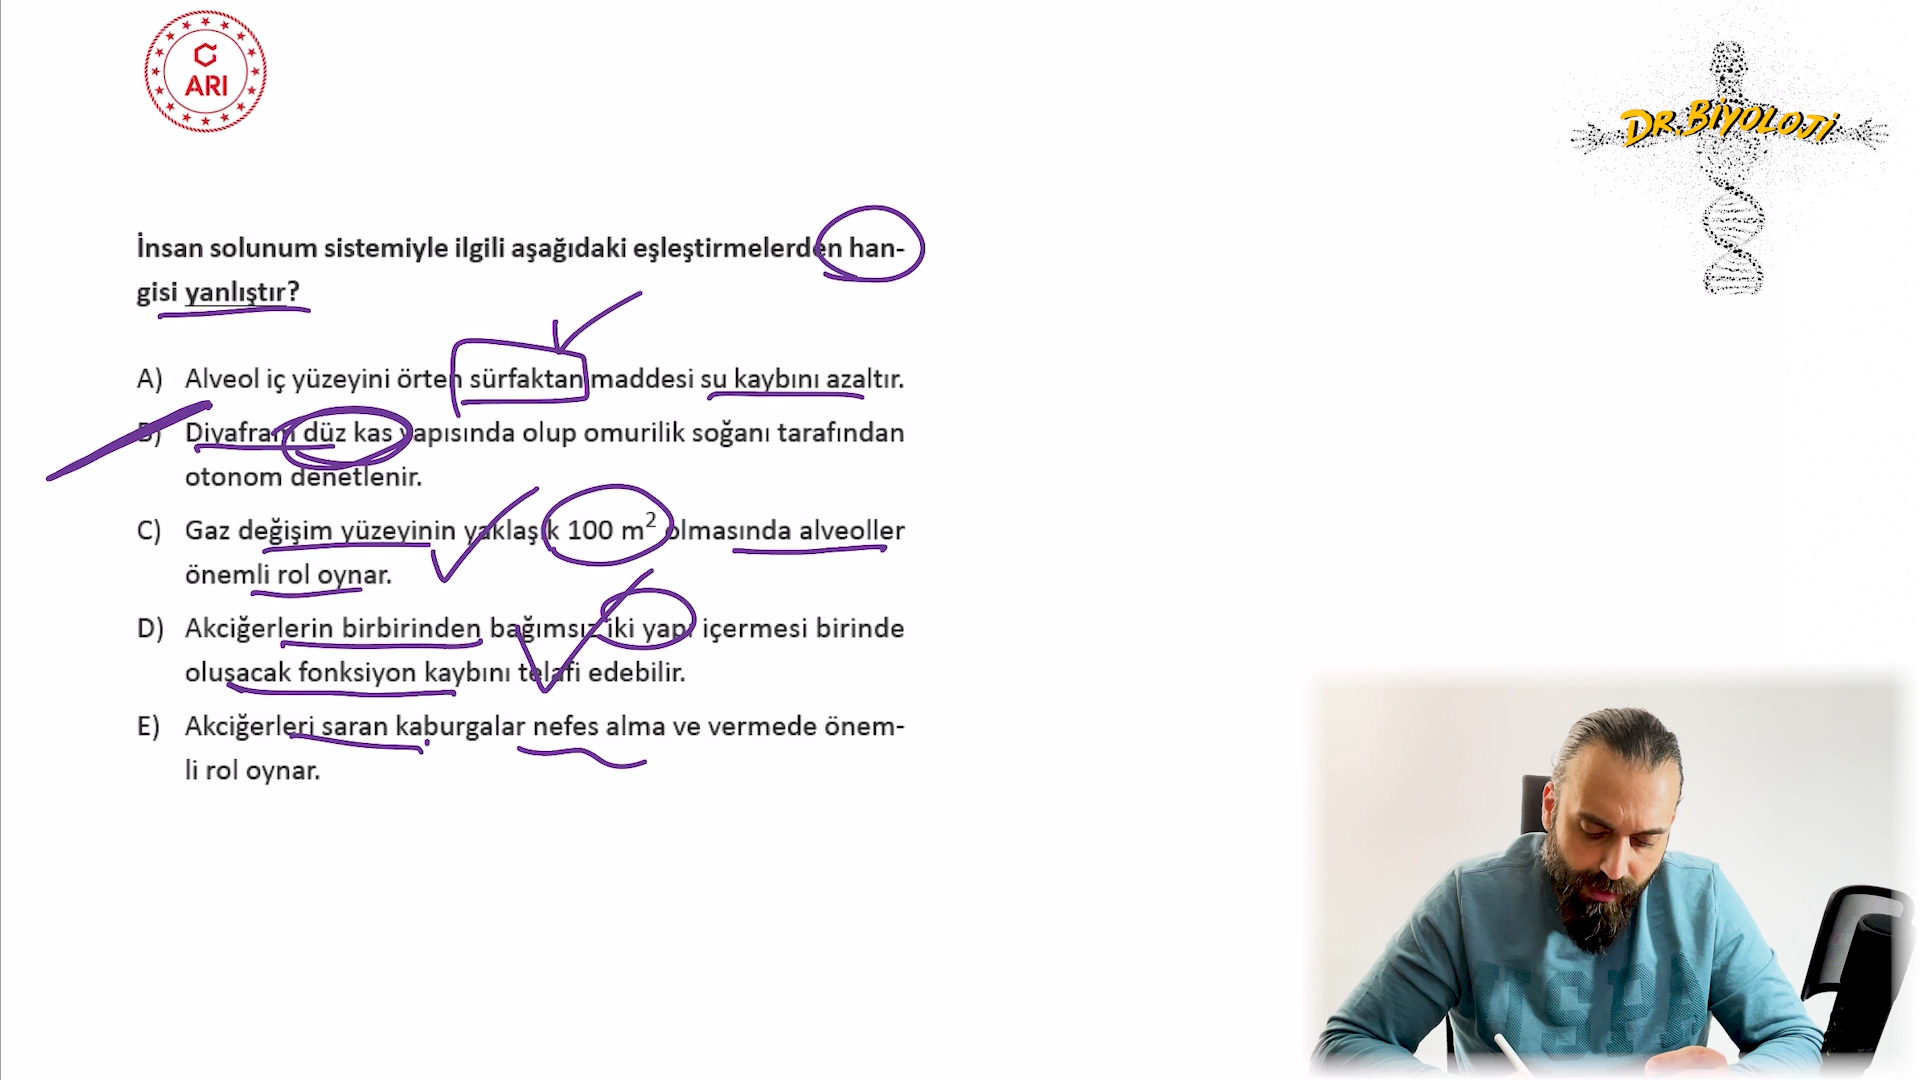 ARI
DR.BİYOLOJİ
İnsan solunum sistemiyle ilgili aşağıdaki eşleştirmelerden han-
gisi yanlıştır?
A) Alveol iç yüzeyini örten sürfaktan maddesi su kaybını azaltır.
B) Diyafram düz kas yapısında olup omurilik soğanı tarafından
otonom denetlenir.
C) Gaz değişim yüzeyinin yaklaşık 100 m² olmasında alveoller
önemli rol oynar.
D) Akciğerlerin birbirinden bağımsız iki yapı içermesi birinde
oluşacak fonksiyon kaybını telafi edebilir.
E) Akciğerleri saran kaburgalar nefes alma ve vermede önem-
li rol oynar.
USPA